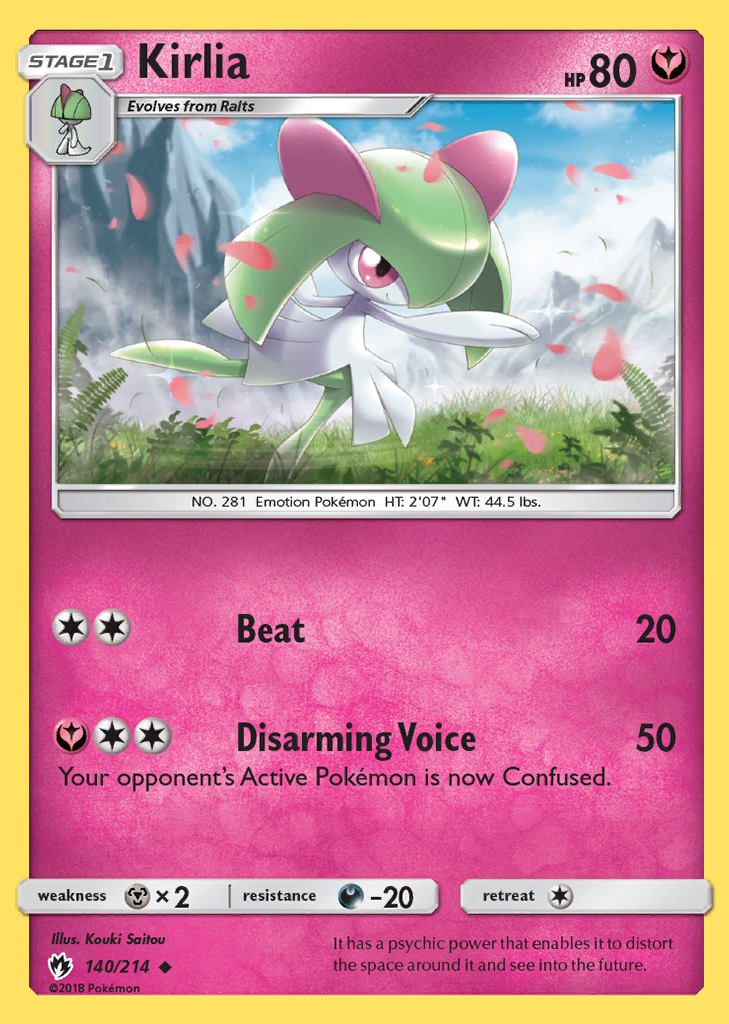 STAGE1 Kirlia HP 80
Evolves from Ralts
NO. 281 Emotion Pokémon HT: 2'07" WT: 44.5 lbs.
Beat 20
Disarming Voice 50
Your opponent's Active Pokémon is now Confused.
weakness ×2 resistance -20 retreat
Illus. Kouki Saitou
140/214
©2018 Pokémon
It has a psychic power that enables it to distort
the space around it and see into the future.